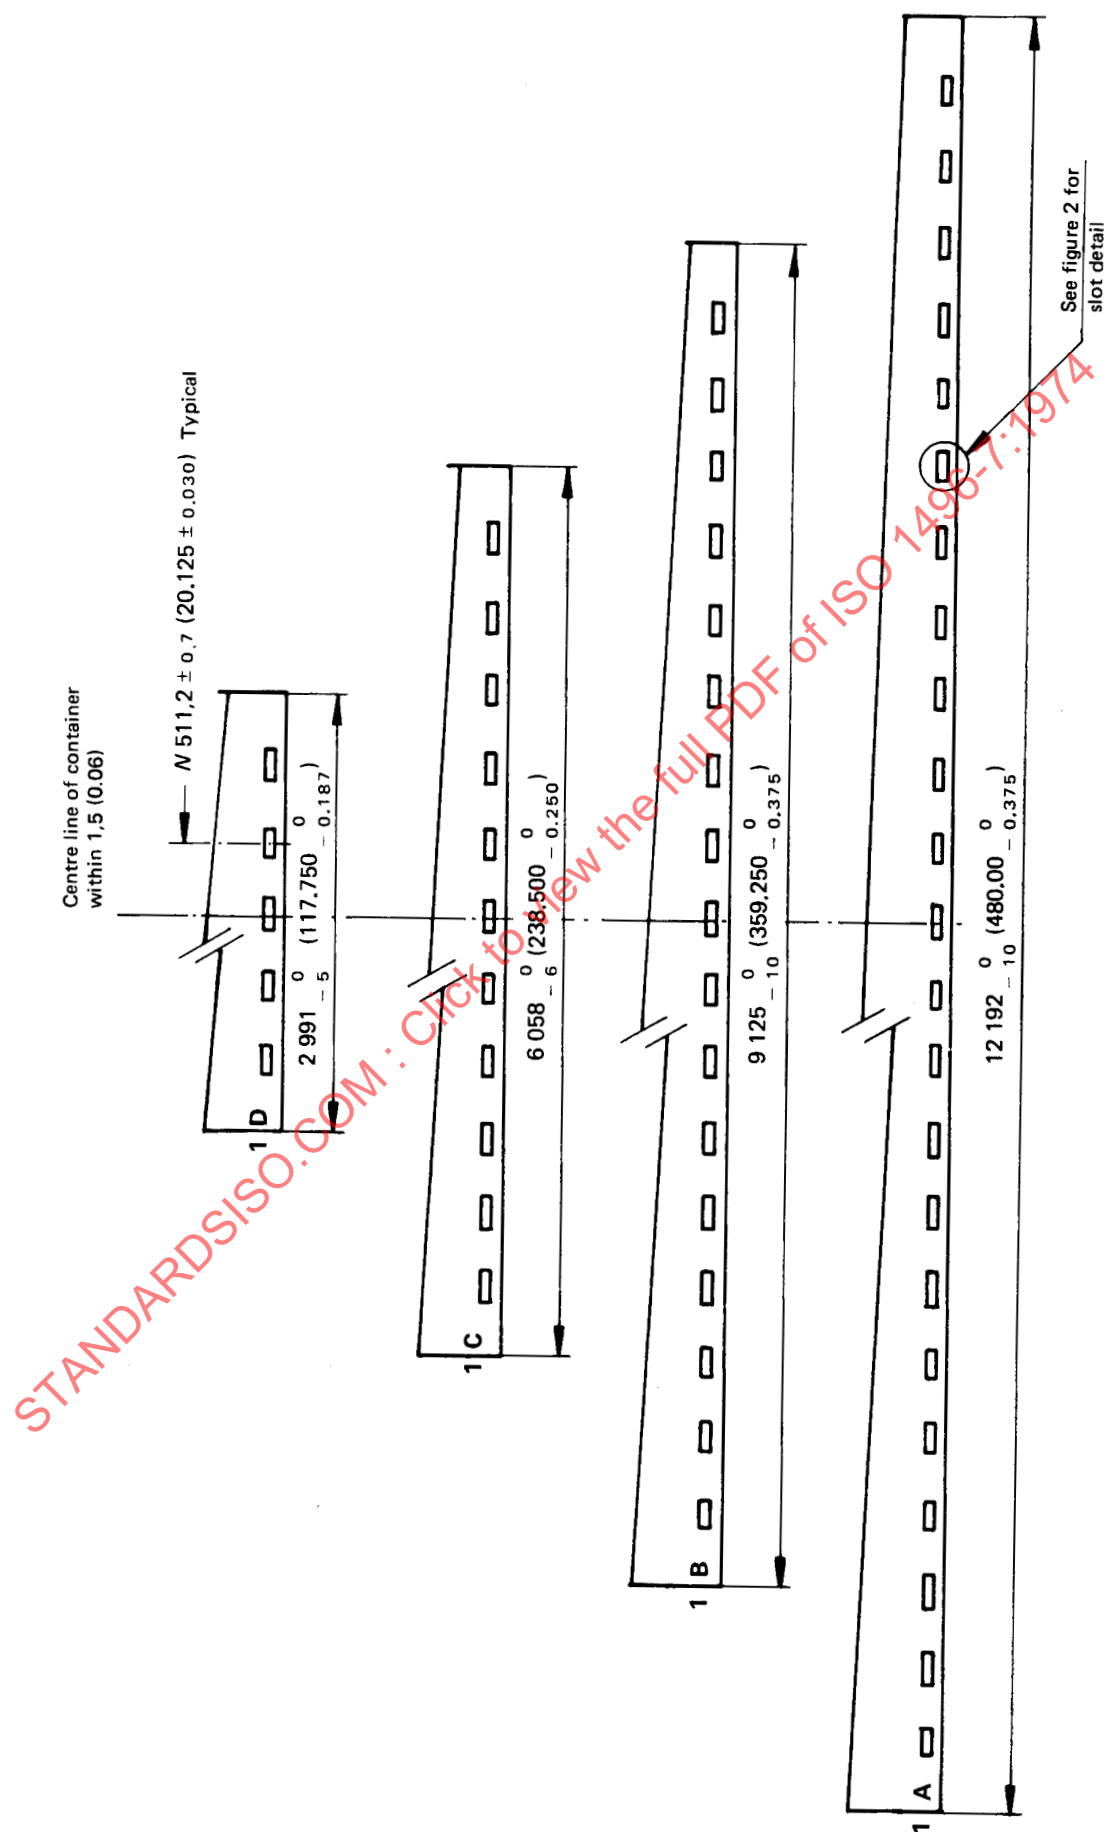 Centre line of container
within 1,5 (0.06)
N 511,2 ± 0,7 (20.125 ± 0.030) Typical
2 991 0 − 5 (117.750 0 − 0.187)
1 D
6 058 0 − 6 (238.500 0 − 0.250)
1 C
9 125 0 − 10 (359.250 0 − 0.375)
1 B
12 192 0 − 10 (480.00 0 − 0.375)
1 A
See figure 2 for
slot detail
STANDARDSISO.COM : Click to view the full PDF of ISO 1496-7:1974